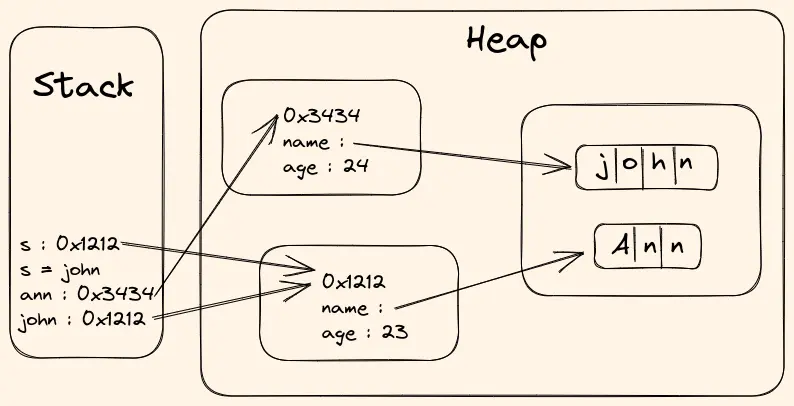 Stack
s : 0x1212
s = john
ann : 0x3434
john : 0x1212
Heap
0x3434
name :
age : 24
0x1212
name :
age : 23
j|o|h|n
A|n|n